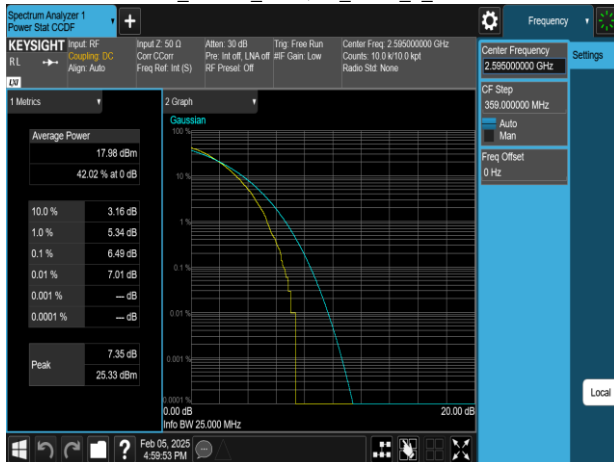 Spectrum Analyzer 1
Power Stat CCDF
+
Frequency
KEYSIGHT
RL
LXI
Input: RF
Coupling: DC
Align: Auto
Input Z: 50 Ω
Corr CCorr
Freq Ref: Int (S)
Atten: 30 dB
Pre: Int off, LNA off
RF Preset: Off
Trig: Free Run
#IF Gain: Low
Center Freq: 2.595000000 GHz
Counts: 10.0 k/10.0 kpt
Radio Std: None
Center Frequency
2.595000000 GHz
Settings
CF Step
359.000000 MHz
Auto
Man
Freq Offset
0 Hz
Local
1 Metrics
Average Power
17.98 dBm
42.02 % at 0 dB
10.0 % 3.16 dB
1.0 % 5.34 dB
0.1 % 6.49 dB
0.01 % 7.01 dB
0.001 % --- dB
0.0001 % --- dB
Peak
7.35 dB
25.33 dBm
2 Graph
Gaussian
100 %
10 %
1 %
0.1 %
0.01 %
0.001 %
0.0001 %
0.00 dB
20.00 dB
Info BW 25.000 MHz
?
Feb 05, 2025
4:59:53 PM